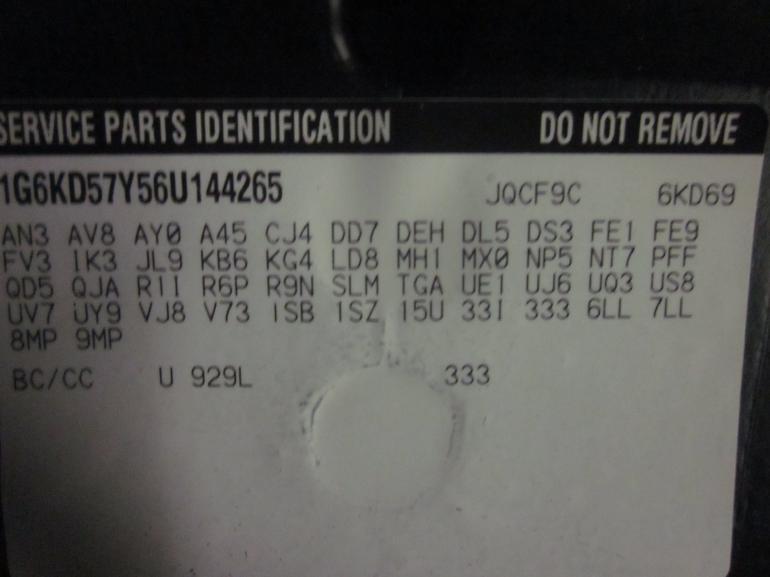 SERVICE PARTS IDENTIFICATION DO NOT REMOVE
1G6KD57Y56U144265 JQCF9C 6KD69
AN3 AV8 AY0 A45 CJ4 DD7 DEH DL5 DS3 FE1 FE9
FV3 IK3 JL9 KB6 KG4 LD8 MH1 MX0 NP5 NT7 PFF
QD5 QJA R1I R6P R9N SLM TGA UE1 UJ6 UQ3 US8
UV7 UY9 VJ8 V73 1SB 1SZ 15U 33I 333 6LL 7LL
8MP 9MP
BC/CC U 929L 333